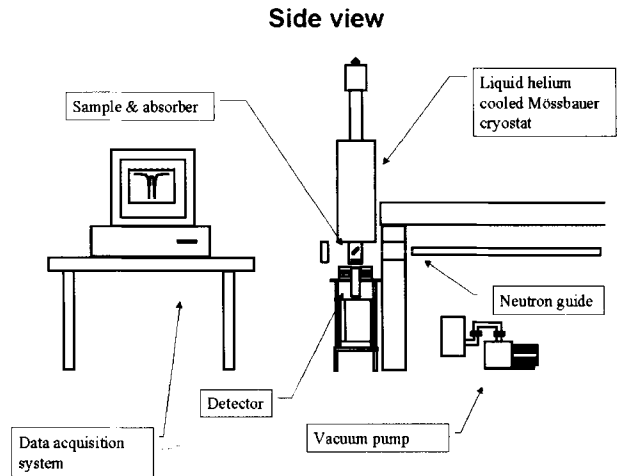 Side view
Sample & absorber
Liquid helium
cooled Mössbauer
cryostat
Neutron guide
Detector
Vacuum pump
Data acquisition
system